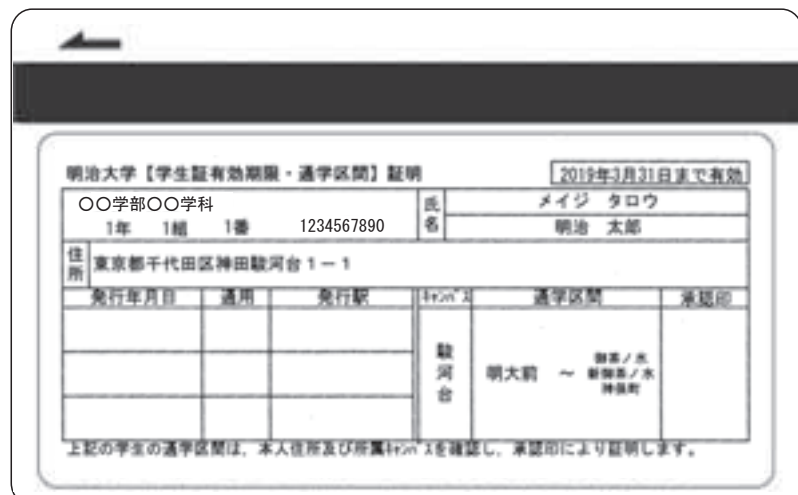 明治大学【学生証有効期限・通学区間】証明 2019年3月31日まで有効
〇〇学部〇〇学科
1年 1組 1番 1234567890
氏名
メイジ タロウ
明治 太郎
住所
東京都千代田区神田駿河台1-1
発行年月日 通用 発行駅 ｷｬﾝﾊﾟｽ 通学区間 承認印
駿河台
明大前 ~ 御茶ノ水
新御茶ノ水
神保町
上記の学生の通学区間は、本人住所及び所属ｷｬﾝﾊﾟｽを確認し、承認印により証明します。